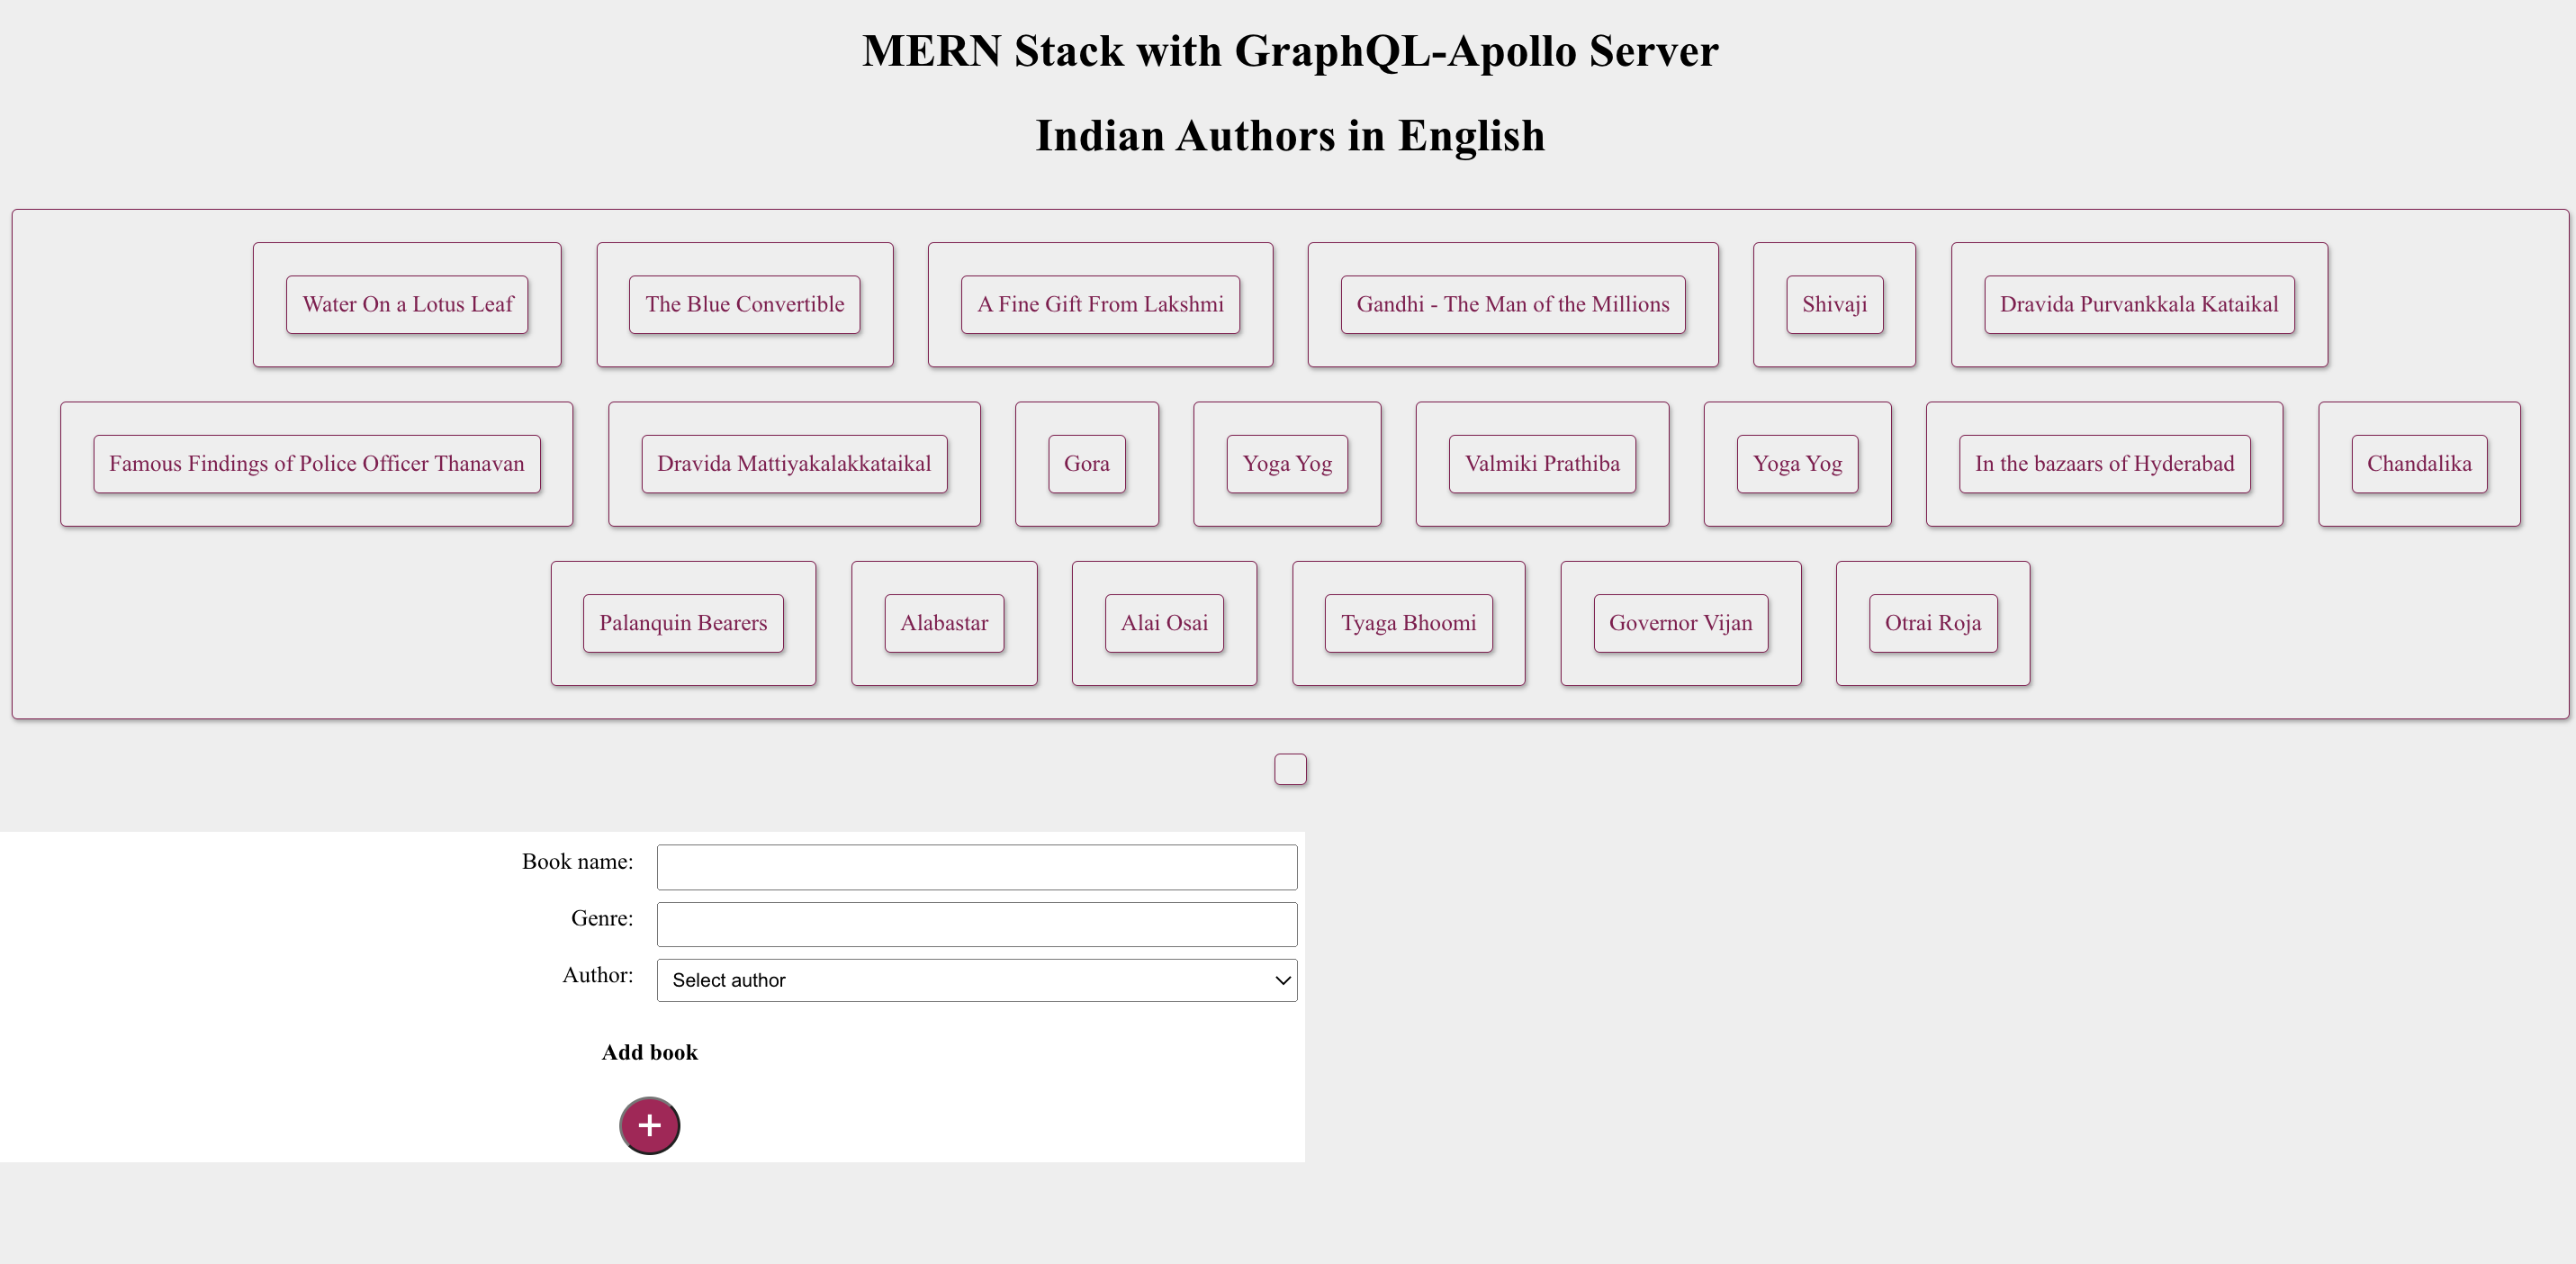 MERN Stack with GraphQL-Apollo Server
Indian Authors in English
Water On a Lotus Leaf
The Blue Convertible
A Fine Gift From Lakshmi
Gandhi - The Man of the Millions
Shivaji
Dravida Purvankkala Kataikal
Famous Findings of Police Officer Thanavan
Dravida Mattiyakalakkataikal
Gora
Yoga Yog
Valmiki Prathiba
Yoga Yog
In the bazaars of Hyderabad
Chandalika
Palanquin Bearers
Alabastar
Alai Osai
Tyaga Bhoomi
Governor Vijan
Otrai Roja
Book name:
Genre:
Author: Select author
Add book
+